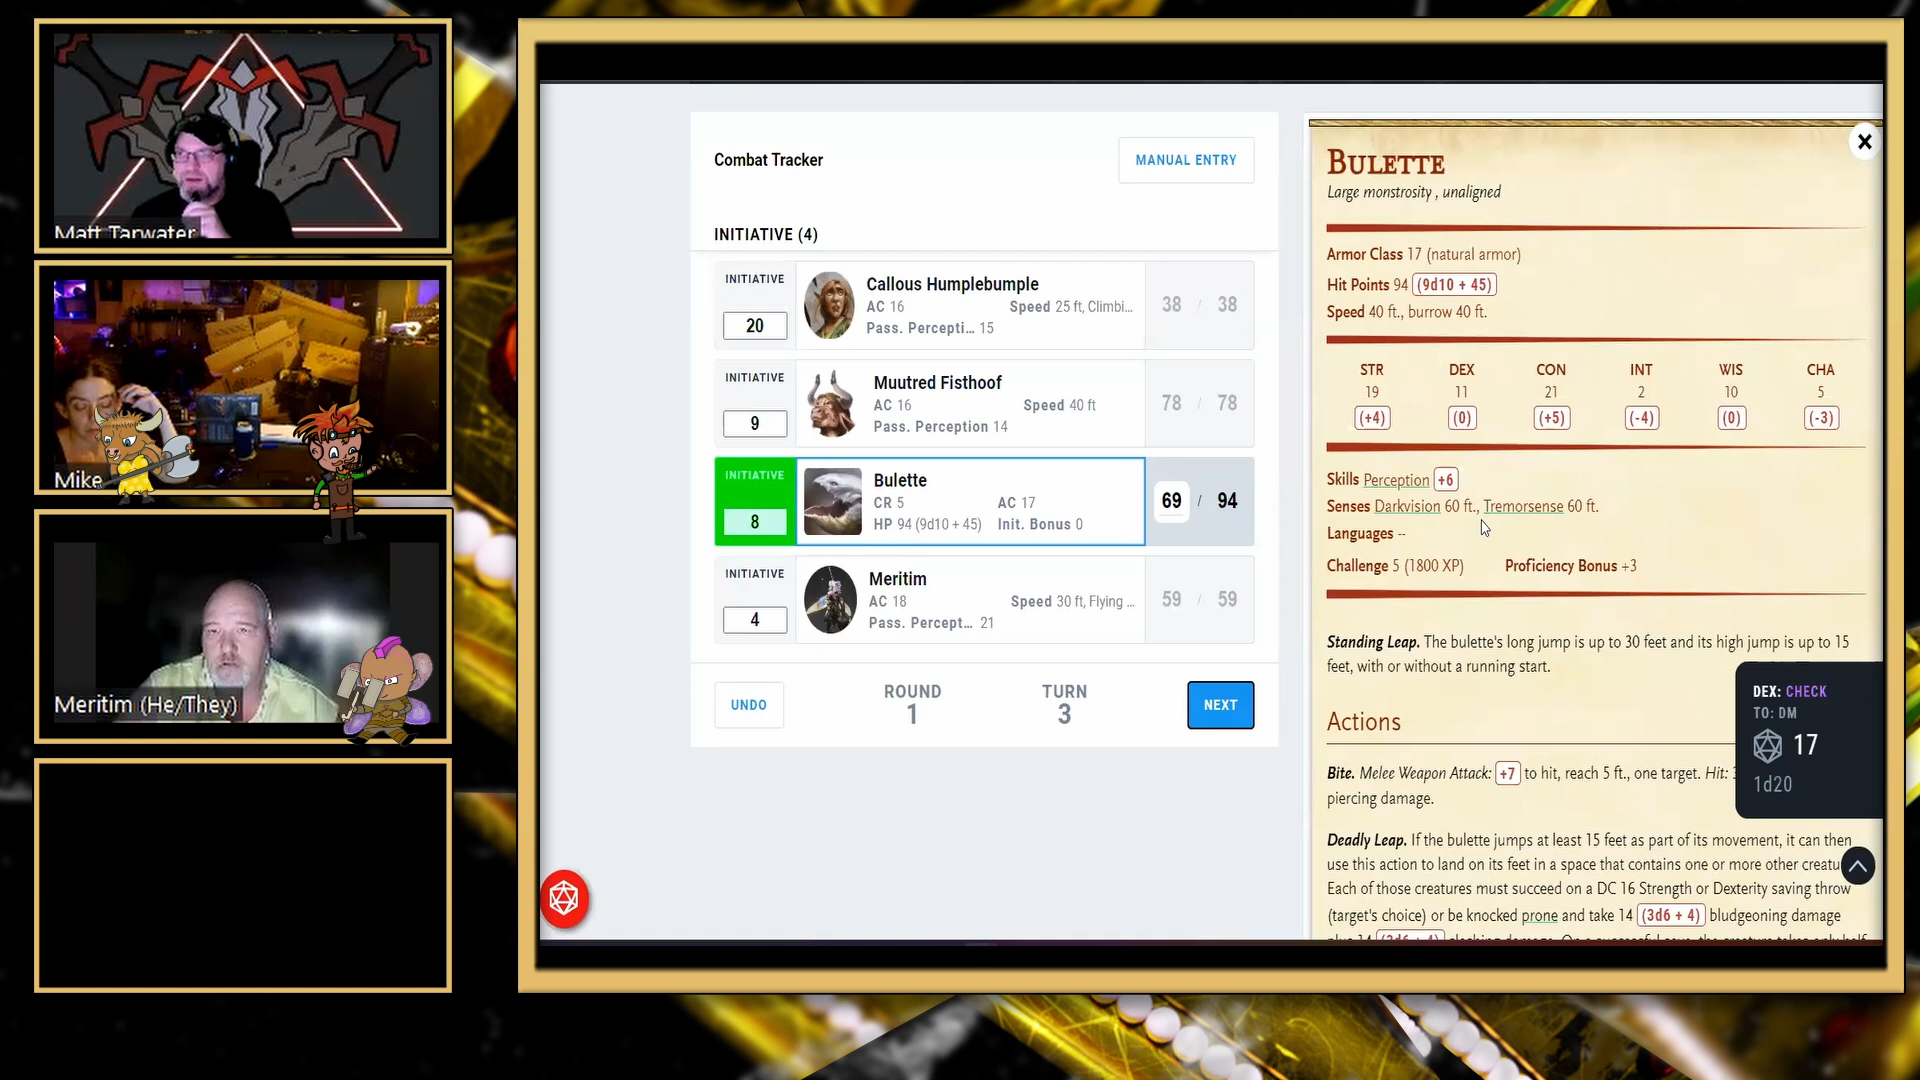 Matt Tarwater
Mike
Meritim (He/They)
Combat Tracker
MANUAL ENTRY
INITIATIVE (4)
INITIATIVE
20
Callous Humplebumple
AC 16 Speed 25 ft, Climbi...
Pass. Percepti... 15
38 / 38
INITIATIVE
9
Muutred Fisthoof
AC 16 Speed 40 ft
Pass. Perception 14
78 / 78
INITIATIVE
8
Bulette
CR 5 AC 17
HP 94 (9d10 + 45) Init. Bonus 0
69 / 94
INITIATIVE
4
Meritim
AC 18 Speed 30 ft, Flying ...
Pass. Percept... 21
59 / 59
UNDO
ROUND
1
TURN
3
NEXT
BULETTE
Large monstrosity , unaligned
Armor Class 17 (natural armor)
Hit Points 94 (9d10 + 45)
Speed 40 ft., burrow 40 ft.
STR DEX CON INT WIS CHA
19 11 21 2 10 5
(+4) (0) (+5) (-4) (0) (-3)
Skills Perception +6
Senses Darkvision 60 ft., Tremorsense 60 ft.
Languages --
Challenge 5 (1800 XP) Proficiency Bonus +3
Standing Leap. The bulette's long jump is up to 30 feet and its high jump is up to 15
feet, with or without a running start.
Actions
Bite. Melee Weapon Attack: +7 to hit, reach 5 ft., one target. Hit:
piercing damage.
Deadly Leap. If the bulette jumps at least 15 feet as part of its movement, it can then
use this action to land on its feet in a space that contains one or more other
Each of those creatures must succeed on a DC 16 Strength or Dexterity saving throw
(target's choice) or be knocked prone and take 14 (3d6 + 4) bludgeoning damage
DEX: CHECK
TO: DM
17
1d20